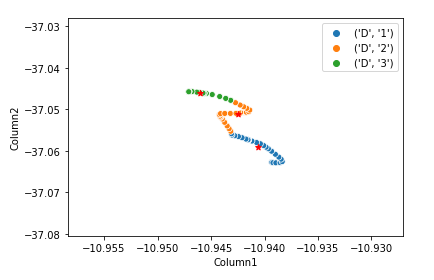 ('D', '1')
('D', '2')
('D', '3')
−37.03
−37.04
−37.05
−37.06
−37.07
−37.08
Column2
−10.955 −10.950 −10.945 −10.940 −10.935 −10.930
Column1